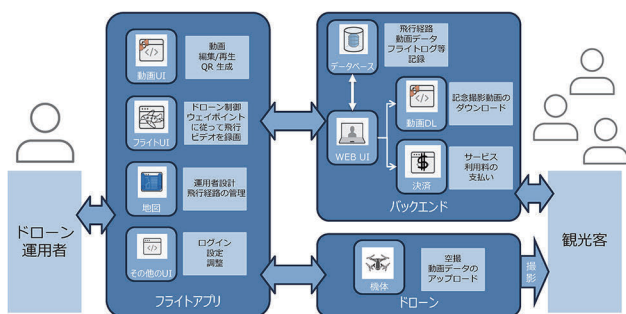 ドローン
運用者
動画UI
動画
編集/再生
QR 生成
フライトUI
ドローン制御
ウェイポイント
に従って飛行
ビデオを録画
地図
運用者設計
飛行経路の管理
その他のUI
ログイン
設定
調整
フライトアプリ
データベース
飛行経路
動画データ
フライトログ等
記録
WEB UI
動画DL
記念撮影動画の
ダウンロード
決済
サービス
利用料の
支払い
バックエンド
機体
空撮
動画データの
アップロード
ドローン
撮影
観光客